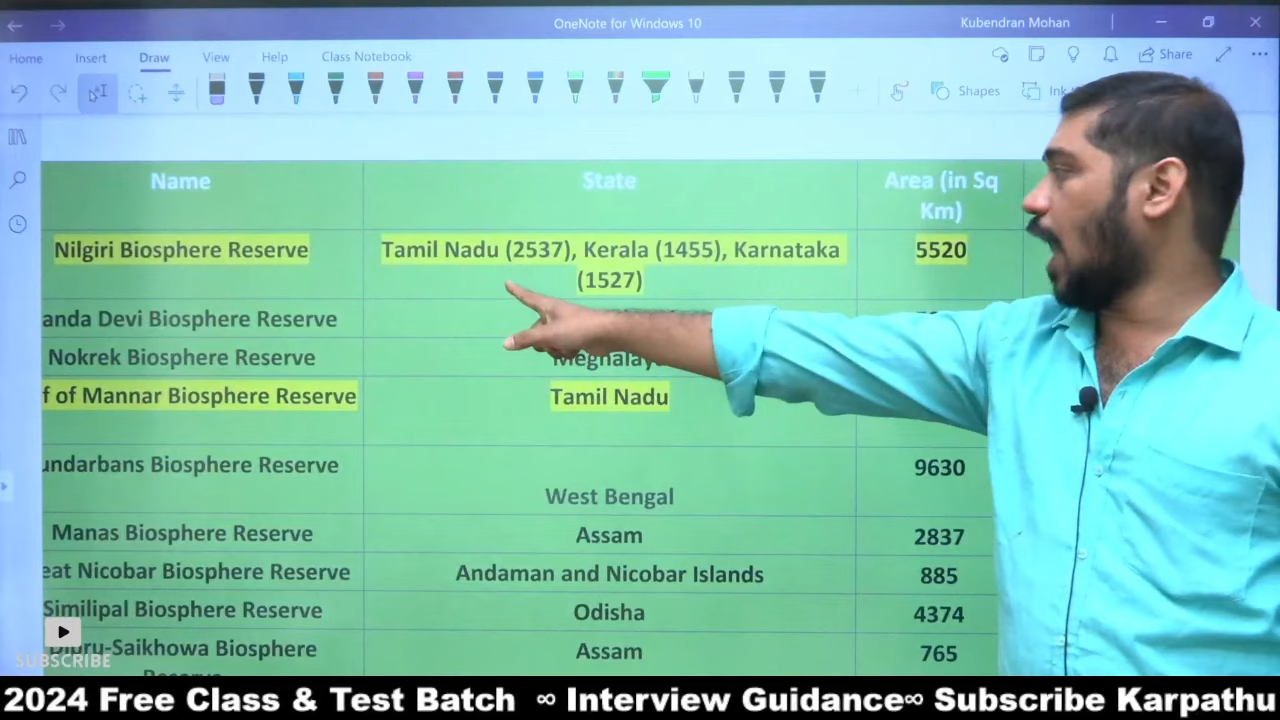 OneNote for Windows 10
Kubendran Mohan
Home Insert Draw View Help Class Notebook
Share
Shapes
Ink
Name State Area (in Sq
Km)
Nilgiri Biosphere Reserve Tamil Nadu (2537), Kerala (1455), Karnataka 5520
(1527)
anda Devi Biosphere Reserve
Nokrek Biosphere Reserve Meghalaya
f of Mannar Biosphere Reserve Tamil Nadu
undarbans Biosphere Reserve 9630
West Bengal
Manas Biosphere Reserve Assam 2837
eat Nicobar Biosphere Reserve Andaman and Nicobar Islands 885
Similipal Biosphere Reserve Odisha 4374
Dibru-Saikhowa Biosphere Assam 765
SUBSCRIBE
2024 Free Class & Test Batch ∞ Interview Guidance∞ Subscribe Karpathu